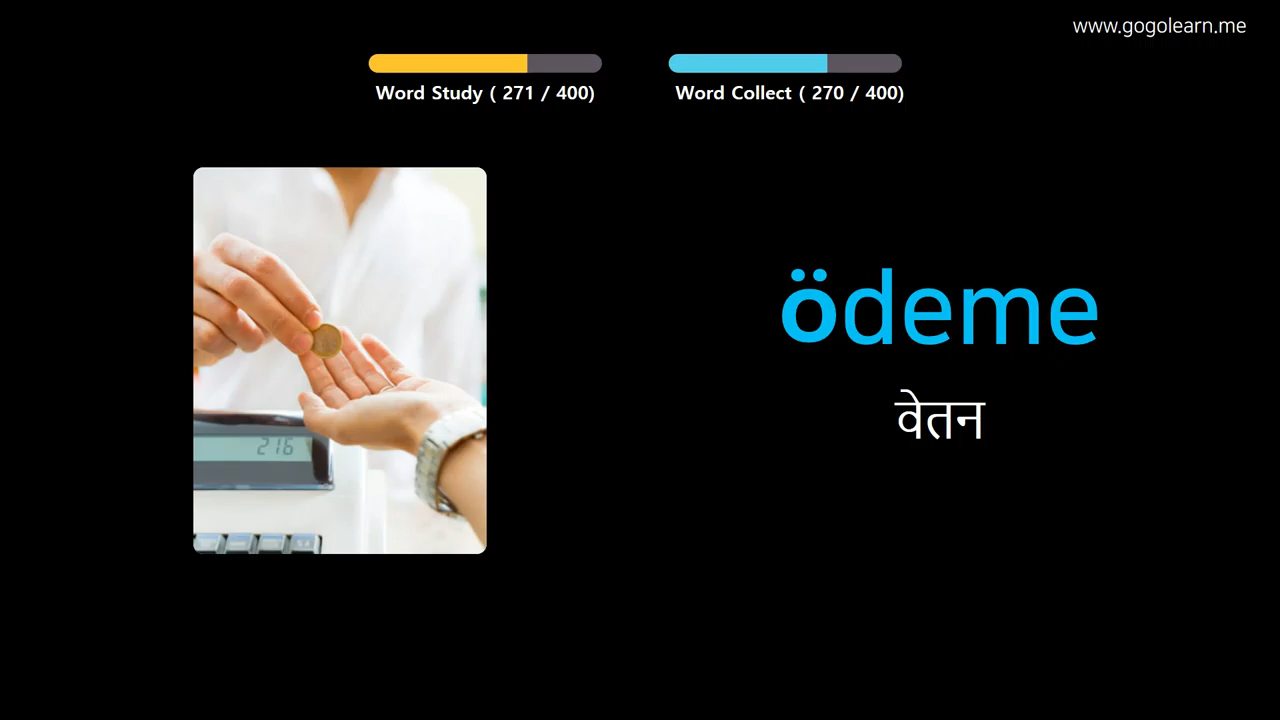 www.gogolearn.me
Word Study ( 271 / 400)
Word Collect ( 270 / 400)
ödeme
वेतन
216